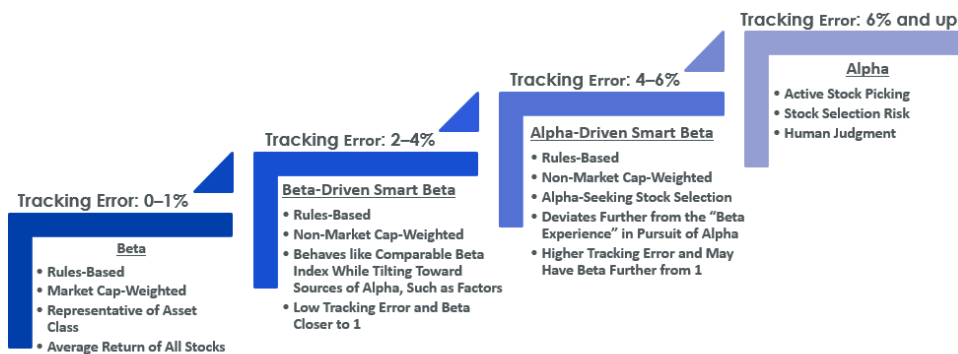 Tracking Error: 0–1%
Beta
• Rules-Based
• Market Cap-Weighted
• Representative of Asset
Class
• Average Return of All Stocks
Tracking Error: 2–4%
Beta-Driven Smart Beta
• Rules-Based
• Non-Market Cap-Weighted
• Behaves like Comparable Beta
Index While Tilting Toward
Sources of Alpha, Such as Factors
• Low Tracking Error and Beta
Closer to 1
Tracking Error: 4–6%
Alpha-Driven Smart Beta
• Rules-Based
• Non-Market Cap-Weighted
• Alpha-Seeking Stock Selection
• Deviates Further from the “Beta
Experience” in Pursuit of Alpha
• Higher Tracking Error and May
Have Beta Further from 1
Tracking Error: 6% and up
Alpha
• Active Stock Picking
• Stock Selection Risk
• Human Judgment